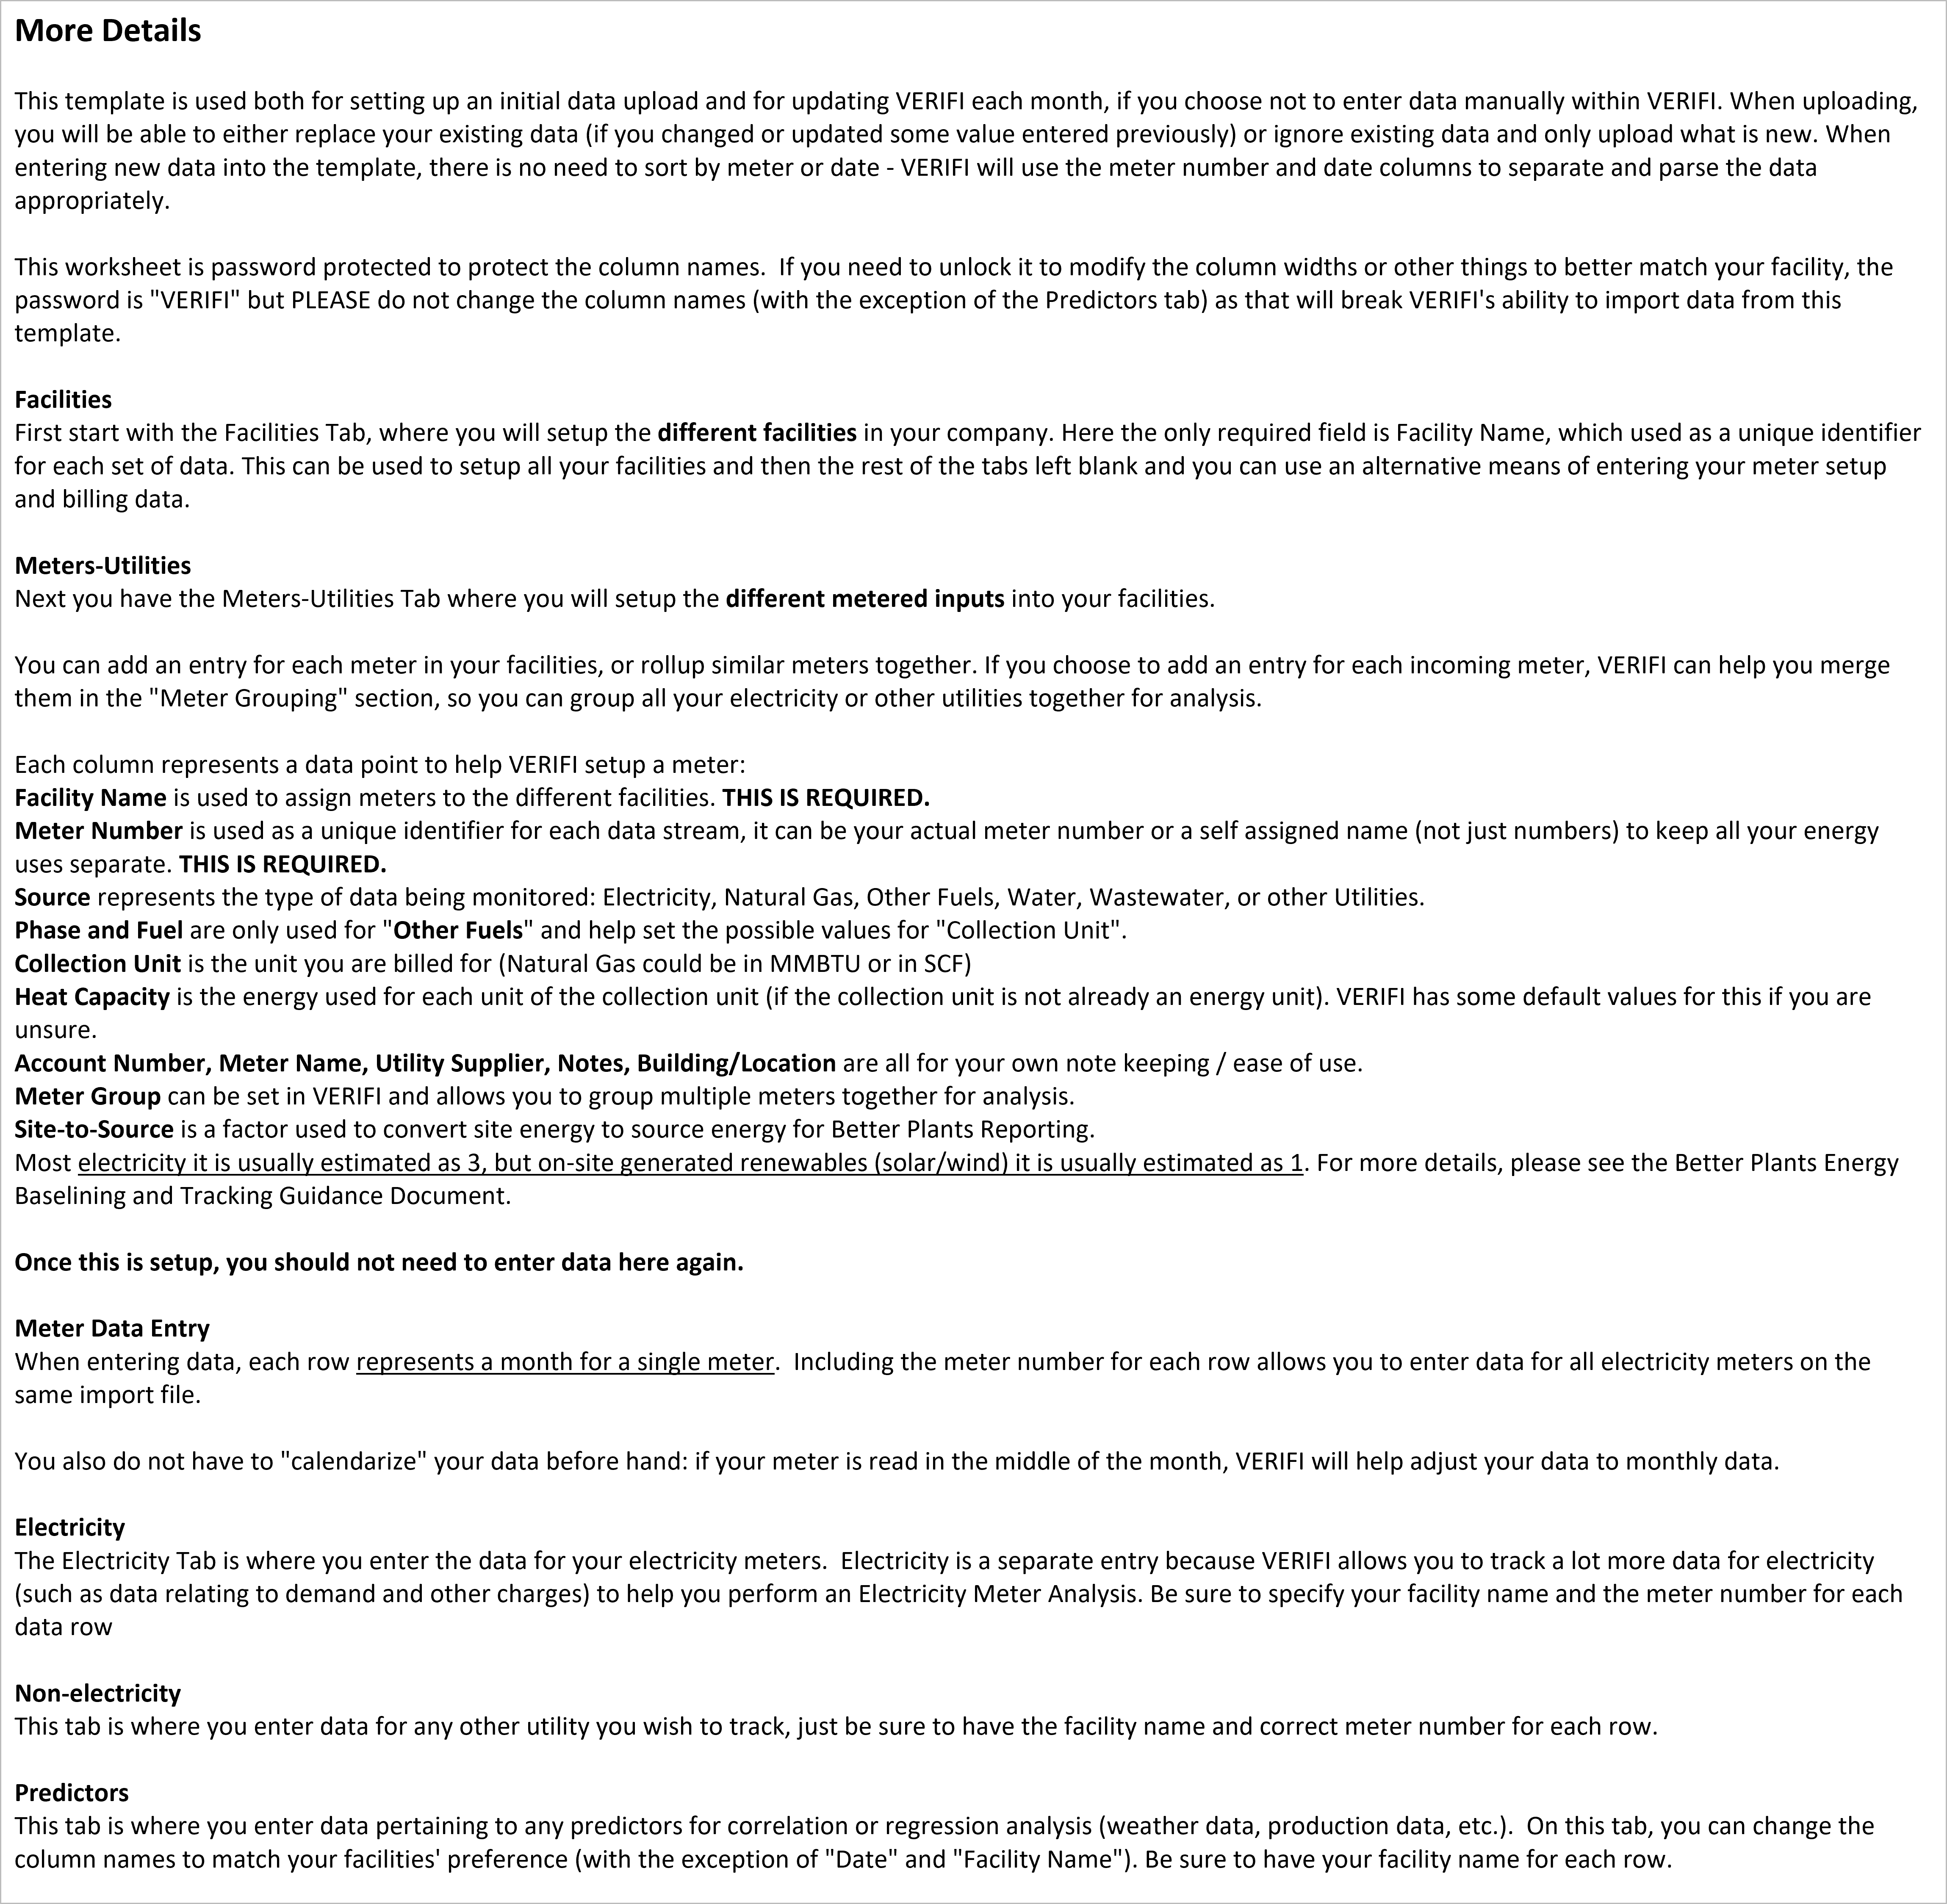 More Details
This template is used both for setting up an initial data upload and for updating VERIFI each month, if you choose not to enter data manually within VERIFI. When uploading,
you will be able to either replace your existing data (if you changed or updated some value entered previously) or ignore existing data and only upload what is new. When
entering new data into the template, there is no need to sort by meter or date - VERIFI will use the meter number and date columns to separate and parse the data
appropriately.
This worksheet is password protected to protect the column names.  If you need to unlock it to modify the column widths or other things to better match your facility, the
password is "VERIFI" but PLEASE do not change the column names (with the exception of the Predictors tab) as that will break VERIFI's ability to import data from this
template.
Facilities
First start with the Facilities Tab, where you will setup the different facilities in your company. Here the only required field is Facility Name, which used as a unique identifier
for each set of data. This can be used to setup all your facilities and then the rest of the tabs left blank and you can use an alternative means of entering your meter setup
and billing data.
Meters-Utilities
Next you have the Meters-Utilities Tab where you will setup the different metered inputs into your facilities.
You can add an entry for each meter in your facilities, or rollup similar meters together. If you choose to add an entry for each incoming meter, VERIFI can help you merge
them in the "Meter Grouping" section, so you can group all your electricity or other utilities together for analysis.
Each column represents a data point to help VERIFI setup a meter:
Facility Name is used to assign meters to the different facilities. THIS IS REQUIRED.
Meter Number is used as a unique identifier for each data stream, it can be your actual meter number or a self assigned name (not just numbers) to keep all your energy
uses separate. THIS IS REQUIRED.
Source represents the type of data being monitored: Electricity, Natural Gas, Other Fuels, Water, Wastewater, or other Utilities.
Phase and Fuel are only used for "Other Fuels" and help set the possible values for "Collection Unit".
Collection Unit is the unit you are billed for (Natural Gas could be in MMBTU or in SCF)
Heat Capacity is the energy used for each unit of the collection unit (if the collection unit is not already an energy unit). VERIFI has some default values for this if you are
unsure.
Account Number, Meter Name, Utility Supplier, Notes, Building/Location are all for your own note keeping / ease of use.
Meter Group can be set in VERIFI and allows you to group multiple meters together for analysis.
Site-to-Source is a factor used to convert site energy to source energy for Better Plants Reporting.
Most electricity it is usually estimated as 3, but on-site generated renewables (solar/wind) it is usually estimated as 1. For more details, please see the Better Plants Energy
Baselining and Tracking Guidance Document.
Once this is setup, you should not need to enter data here again.
Meter Data Entry
When entering data, each row represents a month for a single meter.  Including the meter number for each row allows you to enter data for all electricity meters on the
same import file.
You also do not have to "calendarize" your data before hand: if your meter is read in the middle of the month, VERIFI will help adjust your data to monthly data.
Electricity
The Electricity Tab is where you enter the data for your electricity meters.  Electricity is a separate entry because VERIFI allows you to track a lot more data for electricity
(such as data relating to demand and other charges) to help you perform an Electricity Meter Analysis. Be sure to specify your facility name and the meter number for each
data row
Non-electricity
This tab is where you enter data for any other utility you wish to track, just be sure to have the facility name and correct meter number for each row.
Predictors
This tab is where you enter data pertaining to any predictors for correlation or regression analysis (weather data, production data, etc.).  On this tab, you can change the
column names to match your facilities' preference (with the exception of "Date" and "Facility Name"). Be sure to have your facility name for each row.